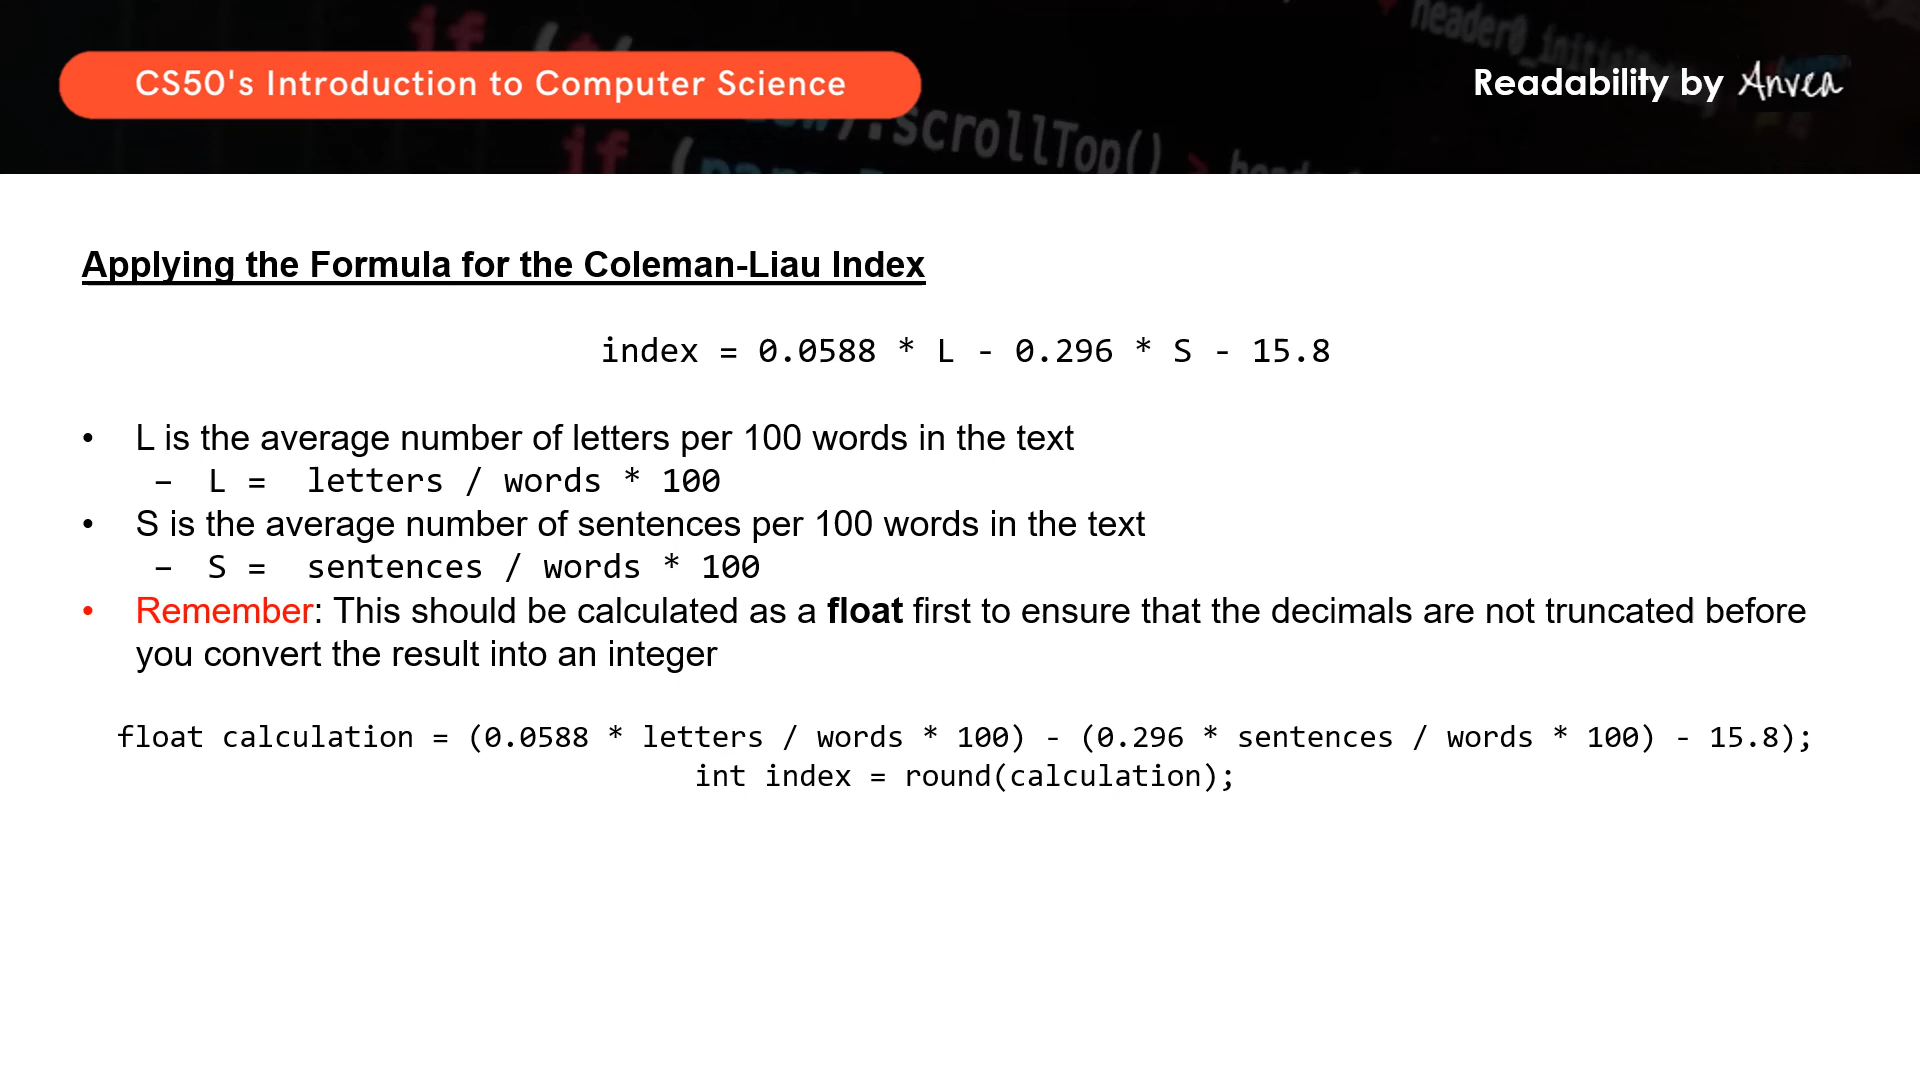 if (
header0_initi
CS50's Introduction to Computer Science
Readability by Anvea
.scrollTop() >
if (
Applying the Formula for the Coleman-Liau Index
index = 0.0588 * L - 0.296 * S - 15.8
• L is the average number of letters per 100 words in the text
– L = letters / words * 100
• S is the average number of sentences per 100 words in the text
– S = sentences / words * 100
• Remember: This should be calculated as a float first to ensure that the decimals are not truncated before
you convert the result into an integer
float calculation = (0.0588 * letters / words * 100) - (0.296 * sentences / words * 100) - 15.8);
int index = round(calculation);